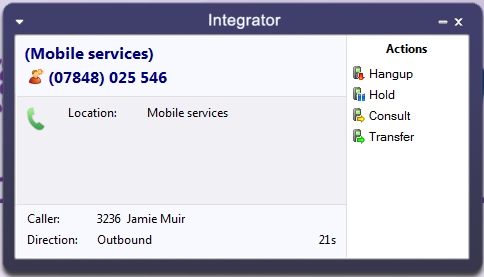 Integrator
(Mobile services)
(07848) 025 546
Location: Mobile services
Caller: 3236 Jamie Muir
Direction: Outbound 21s
Actions
Hangup
Hold
Consult
Transfer